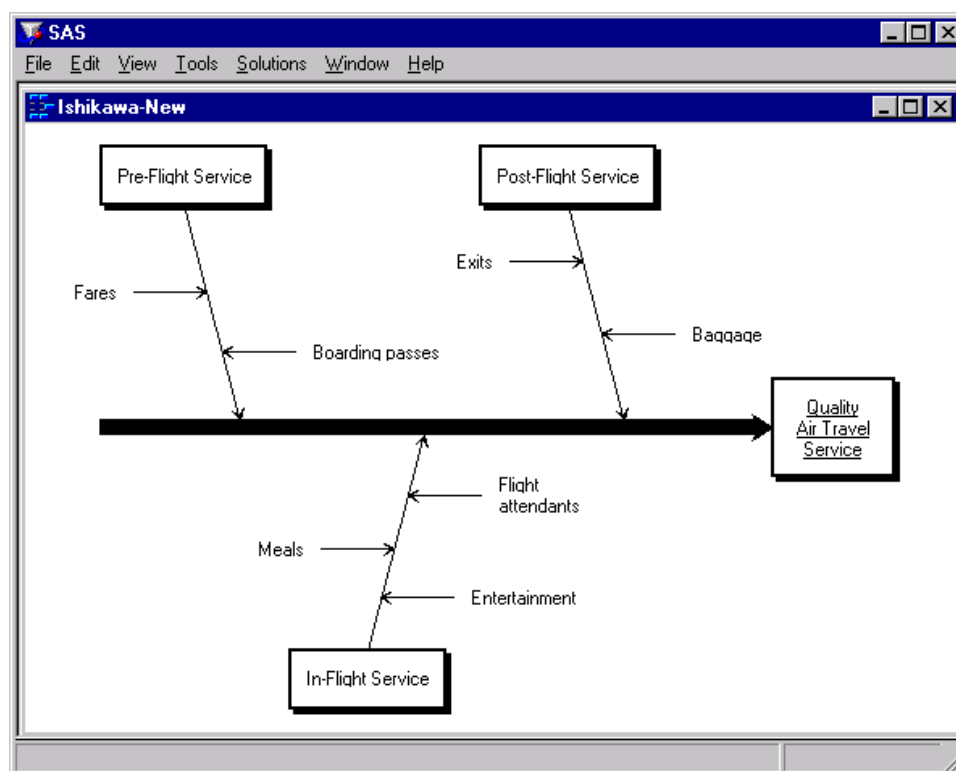 SAS
File Edit View Tools Solutions Window Help
Ishikawa-New
Pre-Flight Service
Post-Flight Service
Exits
Fares
Baggage
Boarding passes
Quality
Air Travel
Service
Flight
attendants
Meals
Entertainment
In-Flight Service